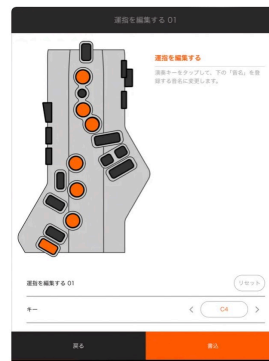 運指を編集する 01
運指を編集する
演奏キーをタップして、下の「音名」を登
録する音名に変更します。
運指を編集する 01
リセット
キー
< C4 >
戻る
書込